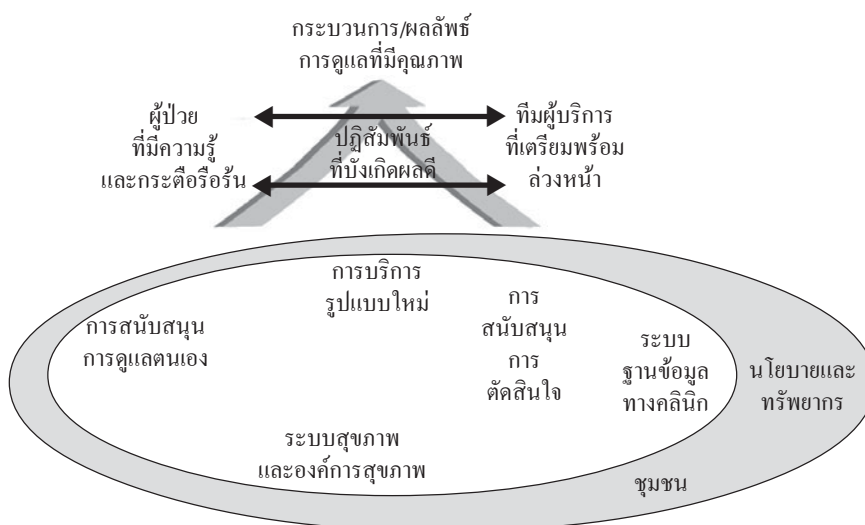 กระบวนการ/ผลลัพธ์
การดูแลที่มีคุณภาพ
ผู้ป่วย
ที่มีความรู้
และกระตือรือร้น
ปฏิสัมพันธ์
ที่บังเกิดผลดี
ทีมผู้บริการ
ที่เตรียมพร้อม
ล่วงหน้า
การสนับสนุน
การดูแลตนเอง
การบริการ
รูปแบบใหม่
การ
สนับสนุน
การ
ตัดสินใจ
ระบบ
ฐานข้อมูล
ทางคลินิก
นโยบายและ
ทรัพยากร
ระบบสุขภาพ
และองค์การสุขภาพ
ชุมชน